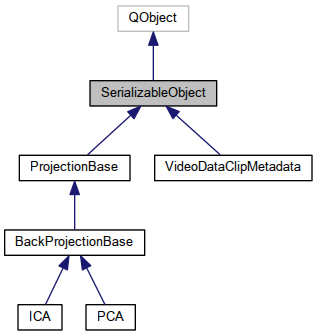 QObject
SerializableObject
ProjectionBase
VideoDataClipMetadata
BackProjectionBase
ICA
PCA